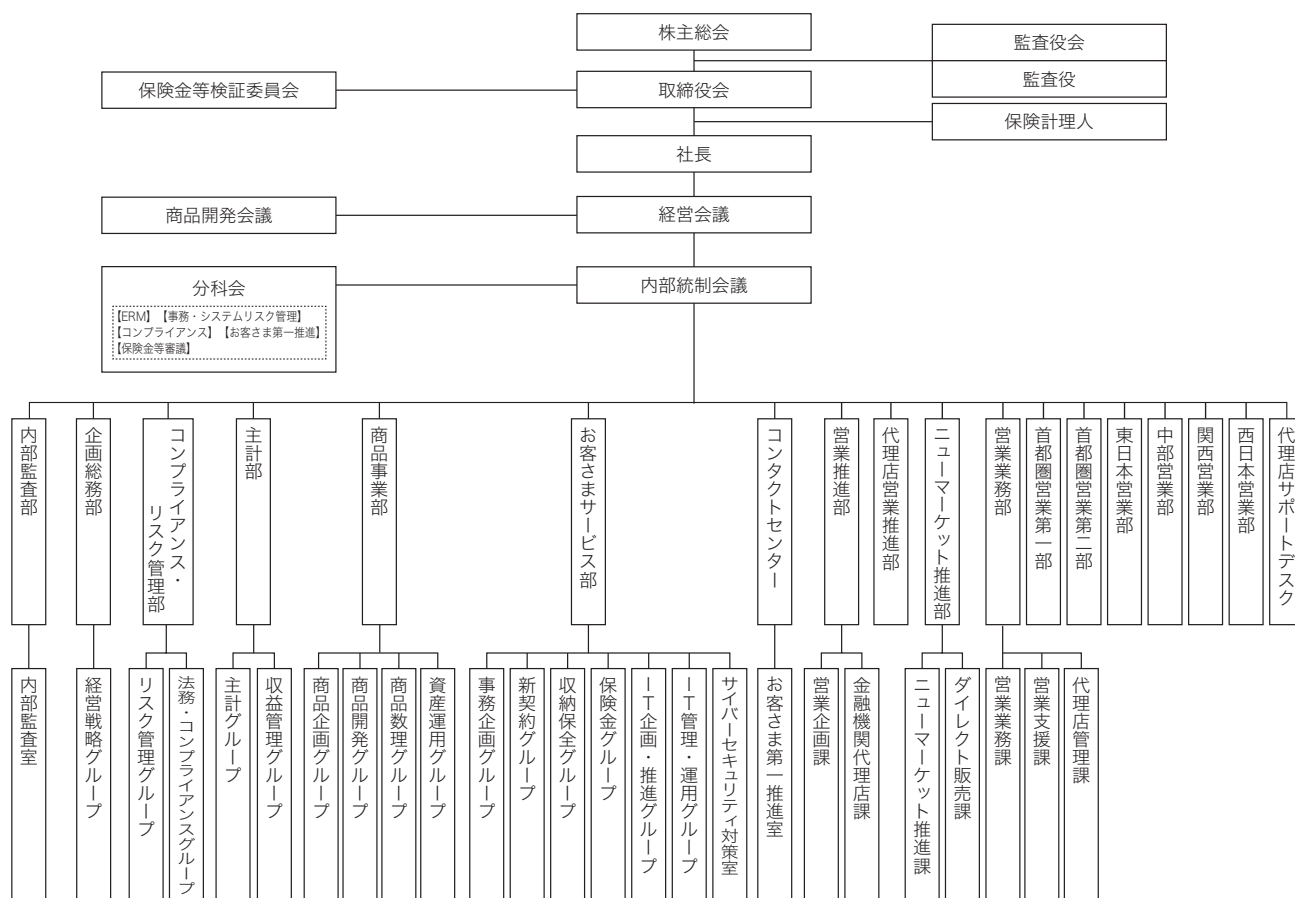 株主総会
監査役会
監査役
保険金等検証委員会
取締役会
保険計理人
社長
商品開発会議
経営会議
分科会
【ERM】【事務・システムリスク管理】
【コンプライアンス】【お客さま第一推進】
【保険金等審議】
内部統制会議
内部監査部
企画総務部
コンプライアンス・
リスク管理部
主計部
商品事業部
お客さまサービス部
コンタクトセンター
営業推進部
代理店営業推進部
ニューマーケット推進部
営業業務部
首都圏営業第一部
首都圏営業第二部
東日本営業部
中部営業部
関西営業部
西日本営業部
代理店サポートデスク
内部監査室
経営戦略グループ
リスク管理グループ
法務・コンプライアンスグループ
主計グループ
収益管理グループ
商品企画グループ
商品開発グループ
商品数理グループ
資産運用グループ
事務企画グループ
新契約グループ
収納保全グループ
保険金グループ
IT企画・推進グループ
IT管理・運用グループ
サイバーセキュリティ対策室
お客さま第一推進室
営業企画課
金融機関代理店課
ニューマーケット推進課
ダイレクト販売課
営業業務課
営業支援課
代理店管理課